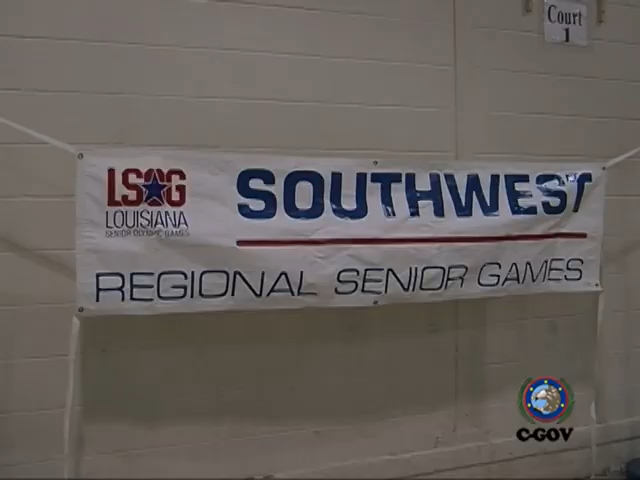 Court
1
LSOG
LOUISIANA
SENIOR OLYMPIC GAMES
SOUTHWEST
REGIONAL SENIOR GAMES
C-GOV